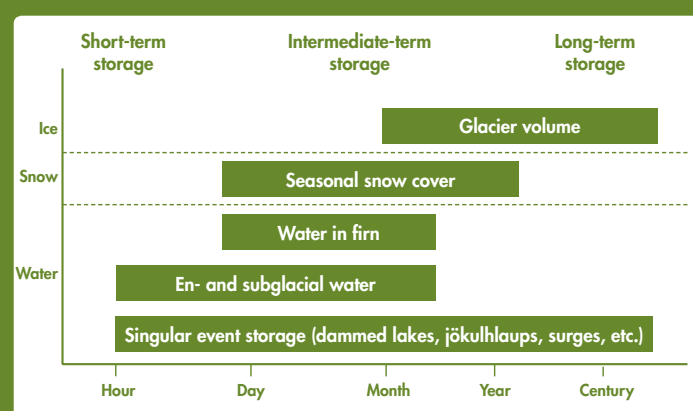 Short-term
storage
Intermediate-term
storage
Long-term
storage
Ice
Glacier volume
Snow
Seasonal snow cover
Water in firn
Water
En- and subglacial water
Singular event storage (dammed lakes, jökulhlaups, surges, etc.)
Hour
Day
Month
Year
Century